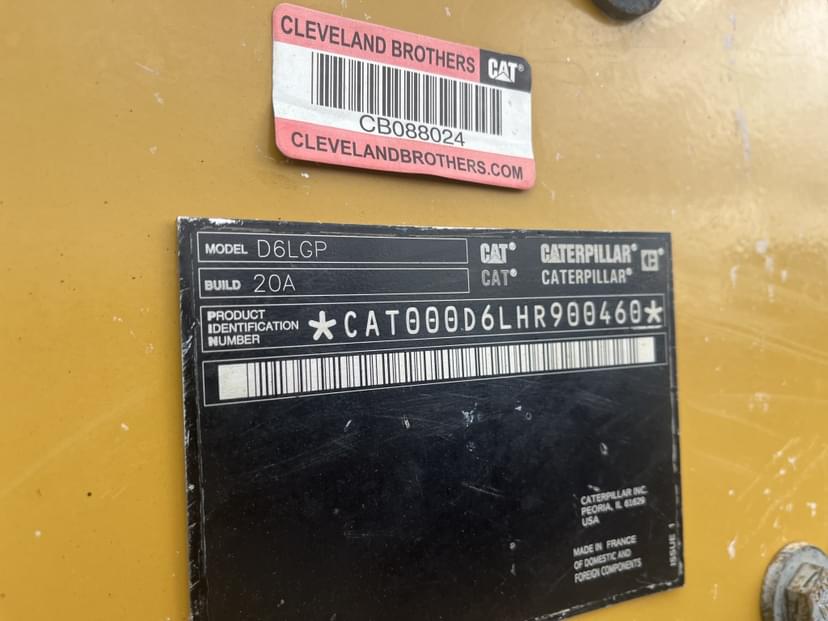 CLEVELAND BROTHERS CAT®
CB088024
CLEVELANDBROTHERS.COM
MODEL D6LGP
BUILD 20A
CAT® CATERPILLAR®
CAT® CATERPILLAR®
PRODUCT
IDENTIFICATION
NUMBER
*CAT000D6LHR900460*
CATERPILLAR INC.
PEORIA, IL 61629
USA
MADE IN FRANCE
OF DOMESTIC AND
FOREIGN COMPONENTS
ISSUE 1